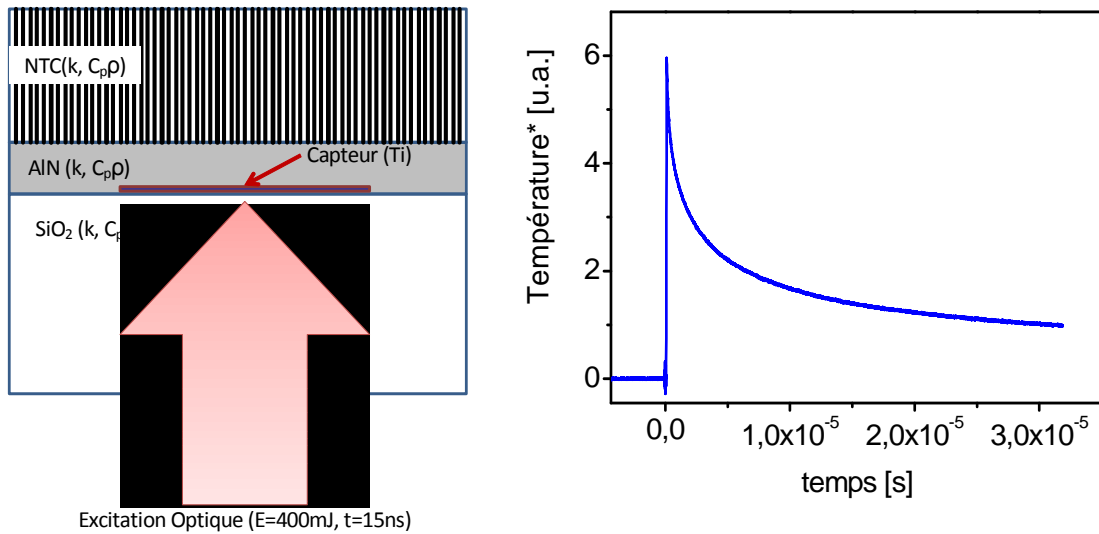 NTC(k, CₚΡ)
Capteur (Ti)
AlN (k, Cₚρ)
SiO₂ (k, Cₚ
Excitation Optique (E=400mJ, t=15ns)
Température* [u.a.]
6
4
2
0
0,0
1,0x10⁻⁵
2,0x10⁻⁵
3,0x10⁻⁵
temps [s]